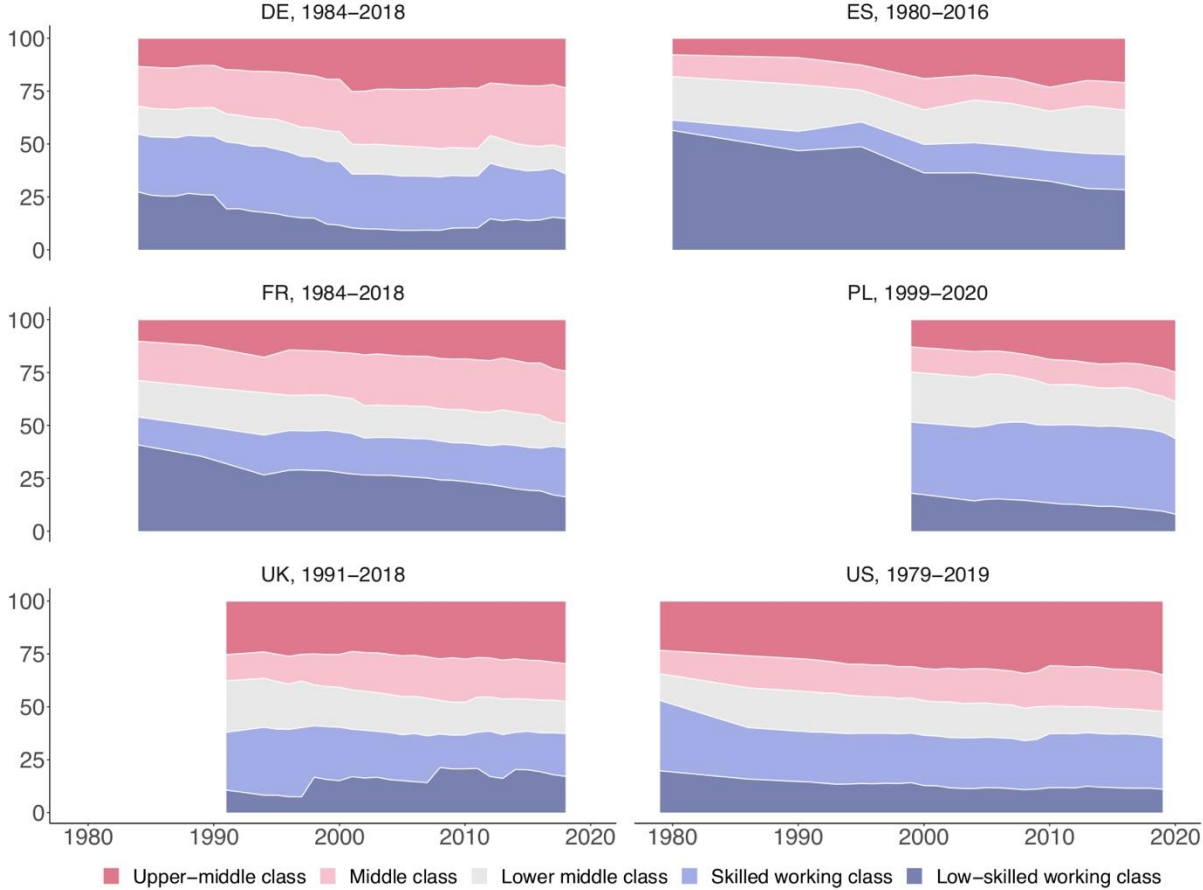 DE, 1984–2018
ES, 1980–2016
100
75
50
25
0
FR, 1984–2018
PL, 1999–2020
100
75
50
25
0
UK, 1991–2018
US, 1979–2019
100
75
50
25
0
1980 1990 2000 2010 2020 1980 1990 2000 2010 2020
Upper−middle class Middle class Lower middle class Skilled working class Low−skilled working class